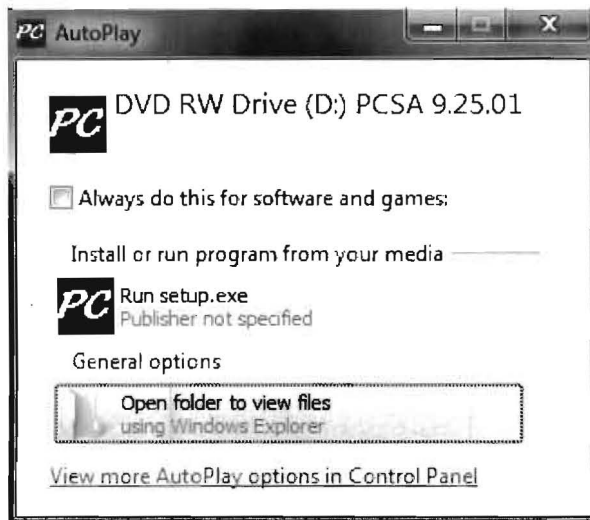 PC AutoPlay
PC DVD RW Drive (D:) PCSA 9.25.01
Always do this for software and games:
Install or run program from your media
PC Run setup.exe
Publisher not specified
General options
Open folder to view files
using Windows Explorer
View more AutoPlay options in Control Panel